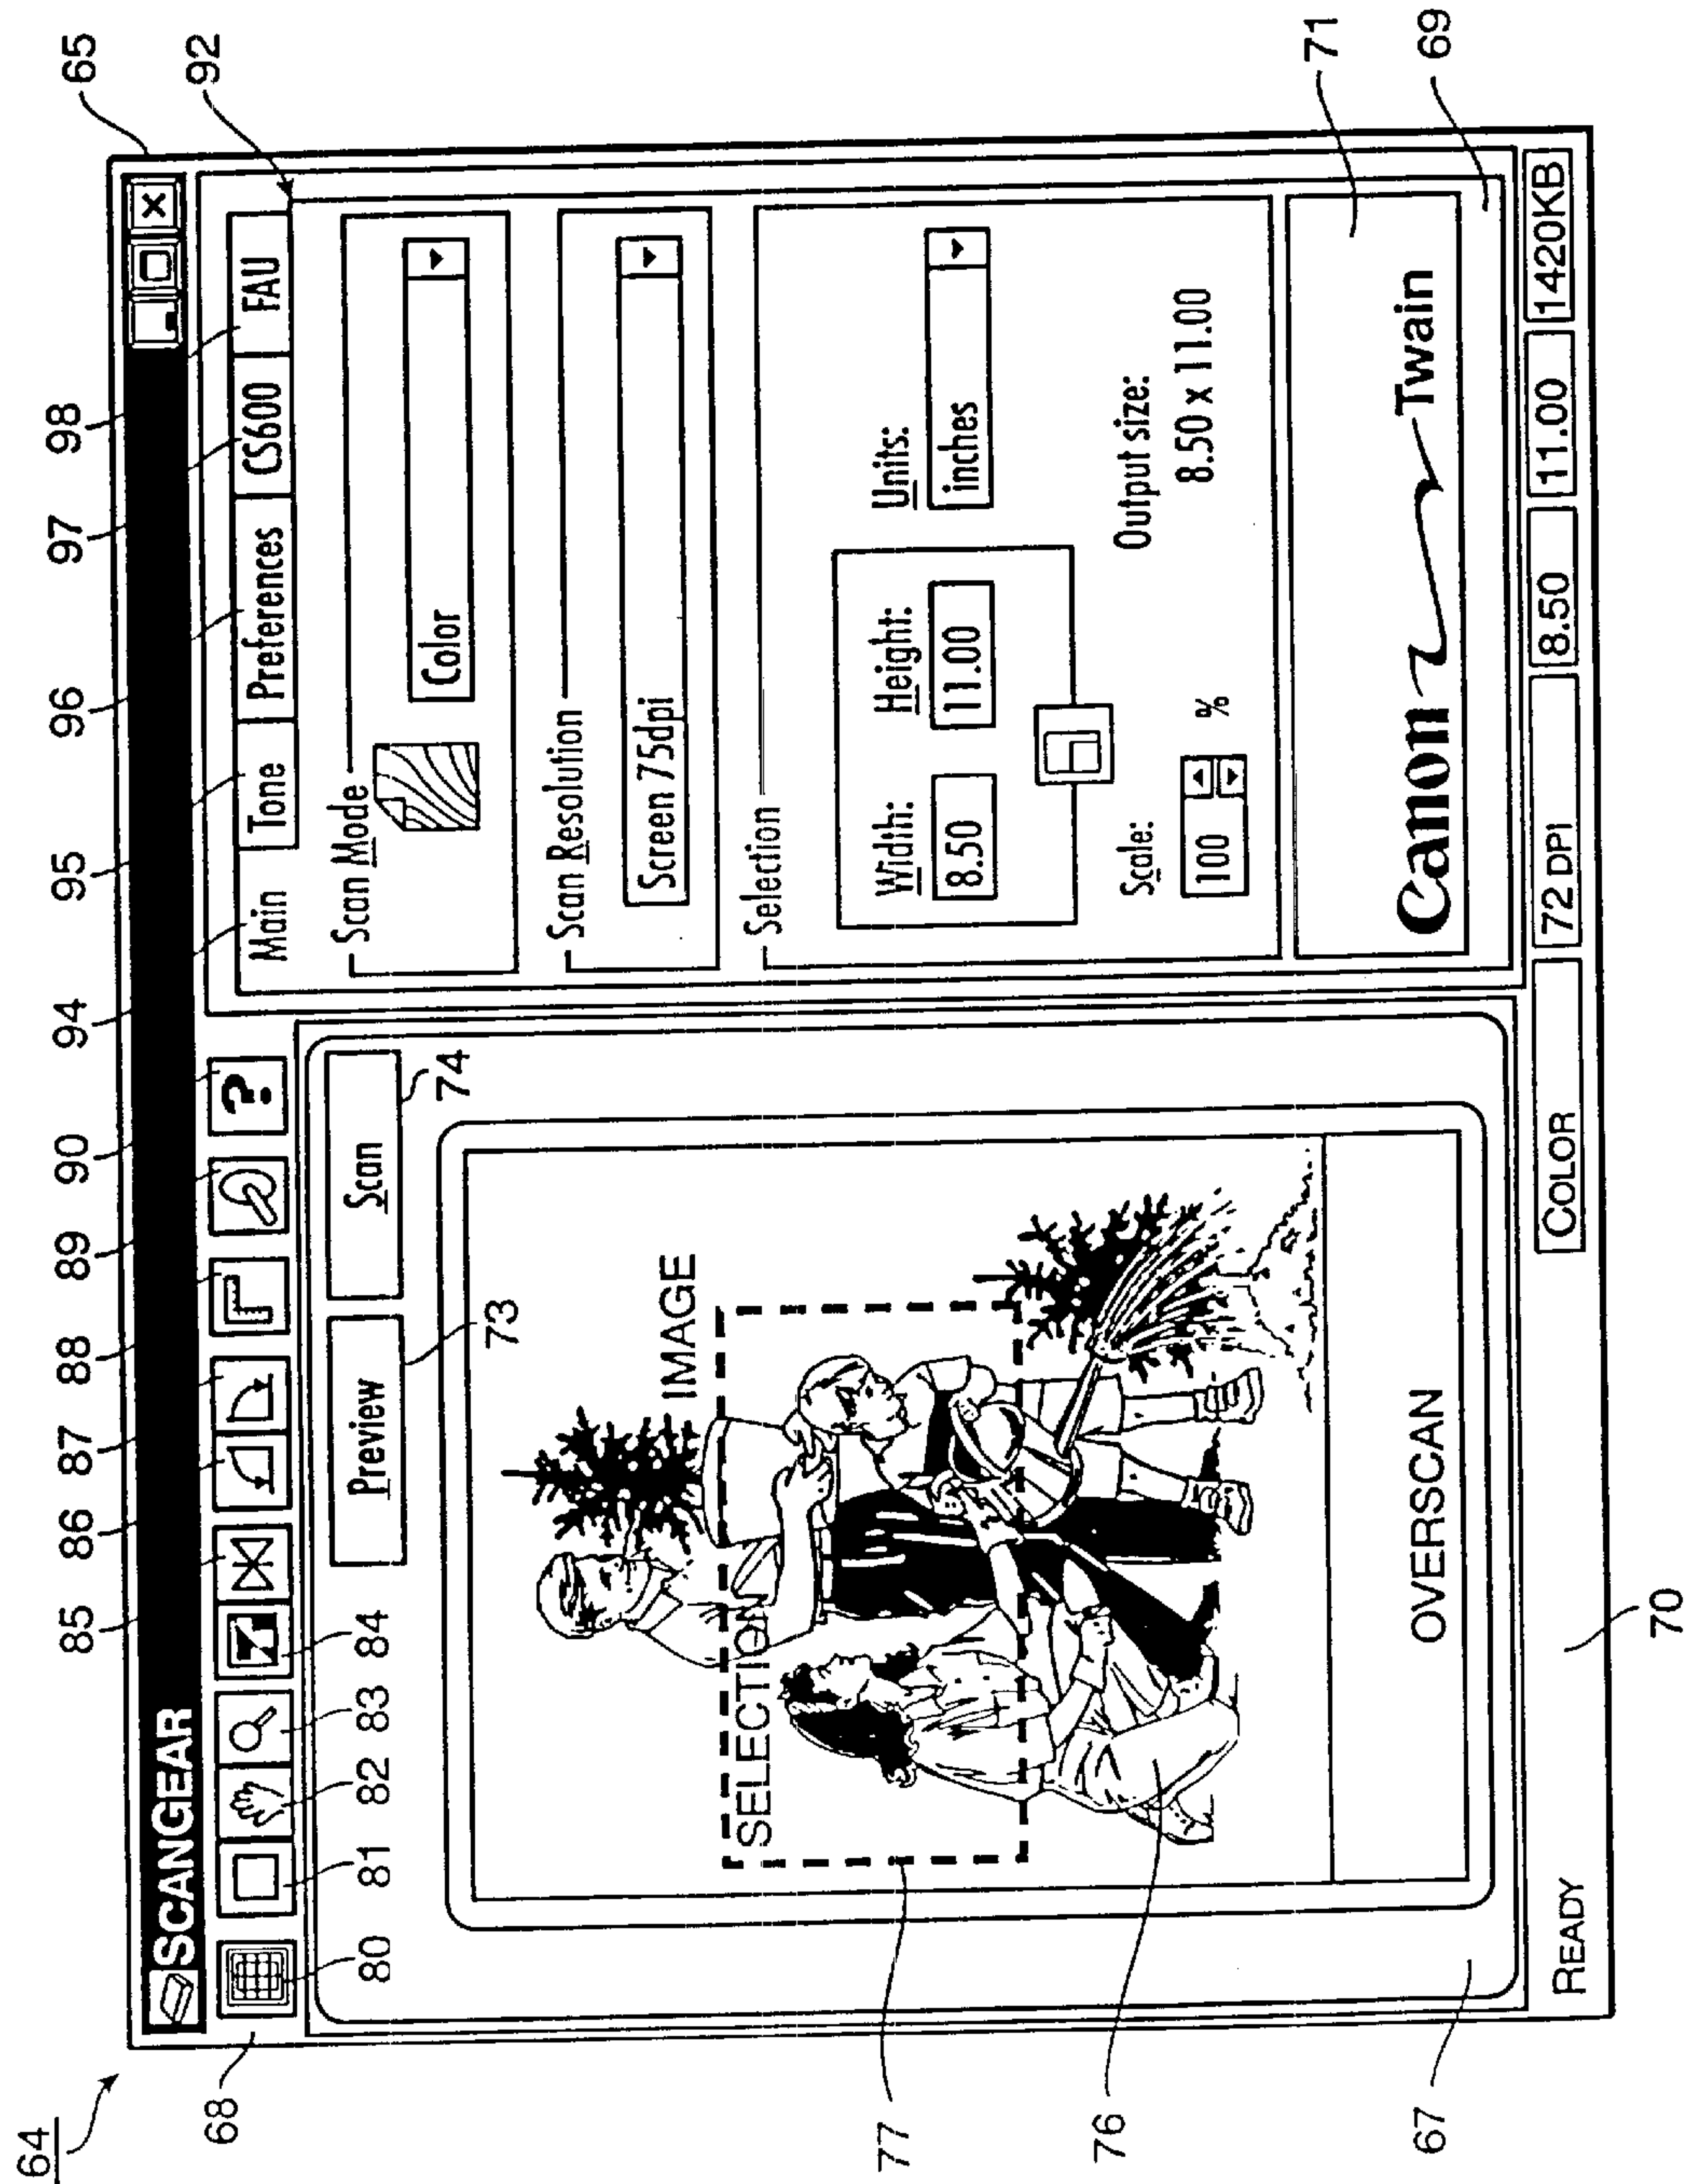 64
65
92
68
85 86 87 88 89 90 94 95 96 97 98
SCANGEAR
?
80 81 82 83 84
Preview Scan
73
74
IMAGE
SELECTION
OVERSCAN
Main Tone Preferences CS600 FAU
Scan Mode
Color
Scan Resolution
Screen 75dpi
Selection
Width: Height: Units:
8.50 11.00 inches
Scale: Output size:
100 % 8.50 x 11.00
Canon Twain
READY COLOR 72 DPI 8.50 11.00 1420KB
77
76
67
70
71
69